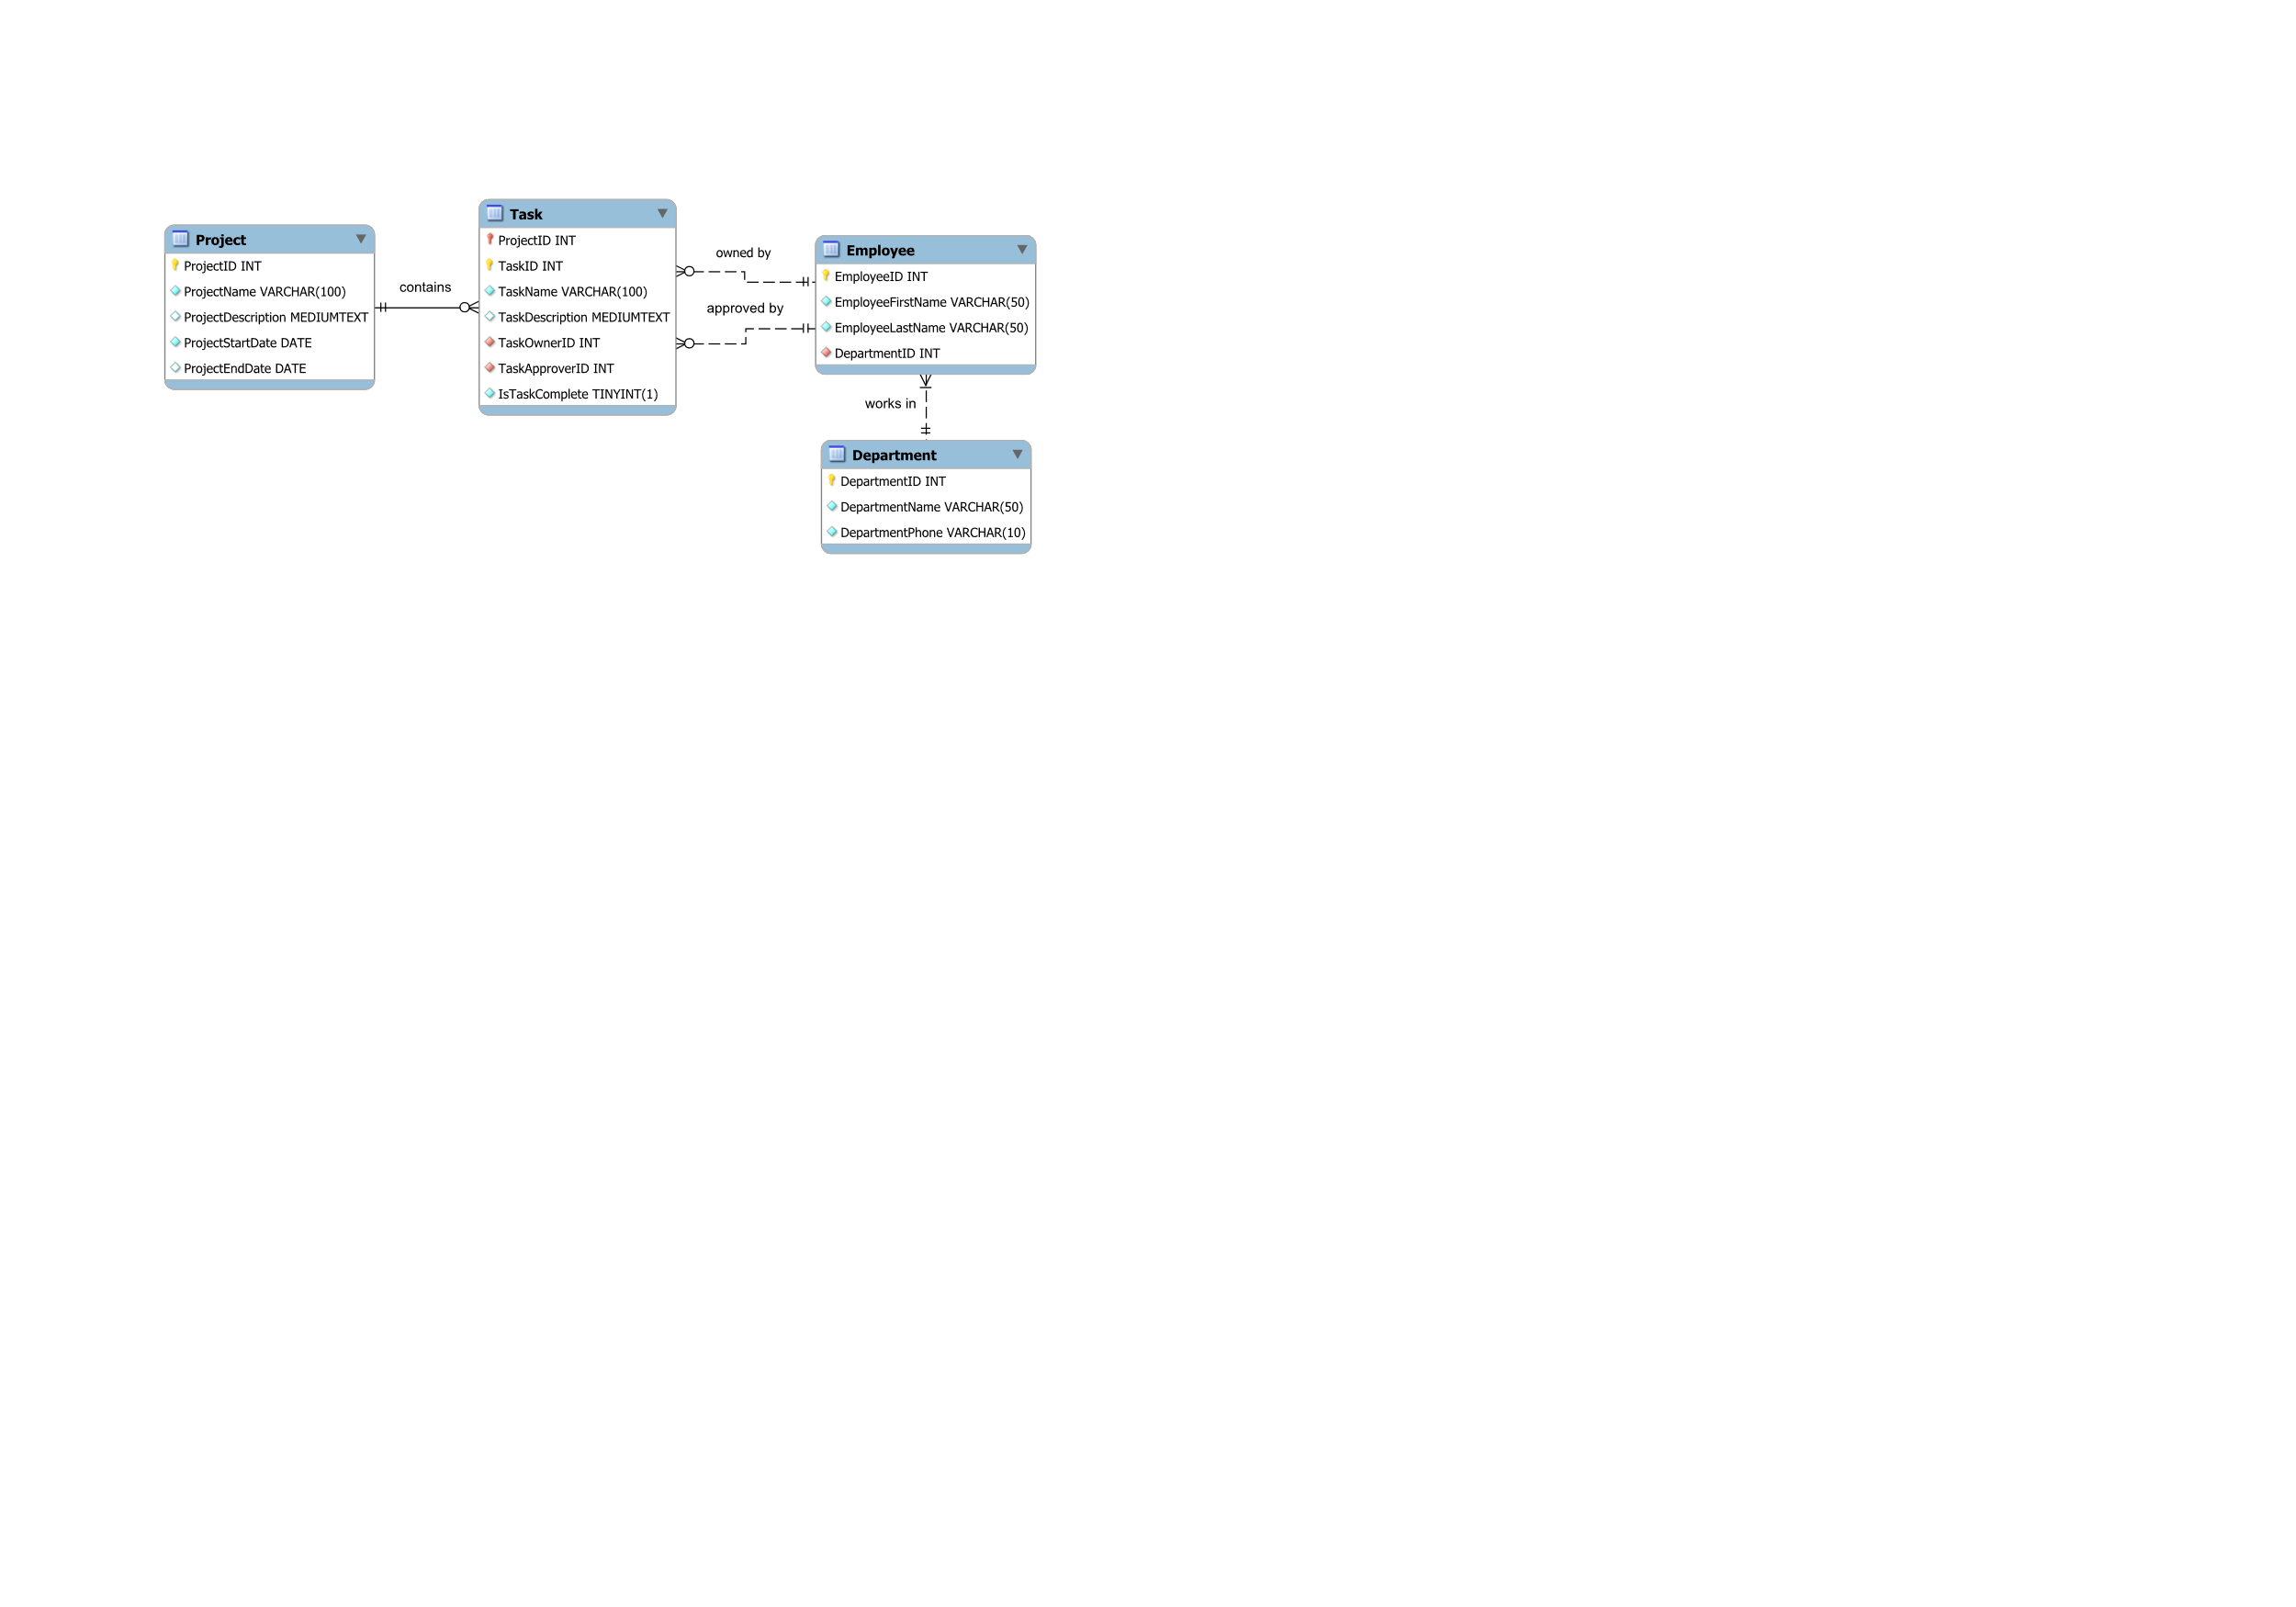 Project
ProjectID INT
ProjectName VARCHAR(100)
ProjectDescription MEDIUMTEXT
ProjectStartDate DATE
ProjectEndDate DATE
contains
Task
ProjectID INT
TaskID INT
TaskName VARCHAR(100)
TaskDescription MEDIUMTEXT
TaskOwnerID INT
TaskApproverID INT
IsTaskComplete TINYINT(1)
owned by
approved by
Employee
EmployeeID INT
EmployeeFirstName VARCHAR(50)
EmployeeLastName VARCHAR(50)
DepartmentID INT
works in
Department
DepartmentID INT
DepartmentName VARCHAR(50)
DepartmentPhone VARCHAR(10)